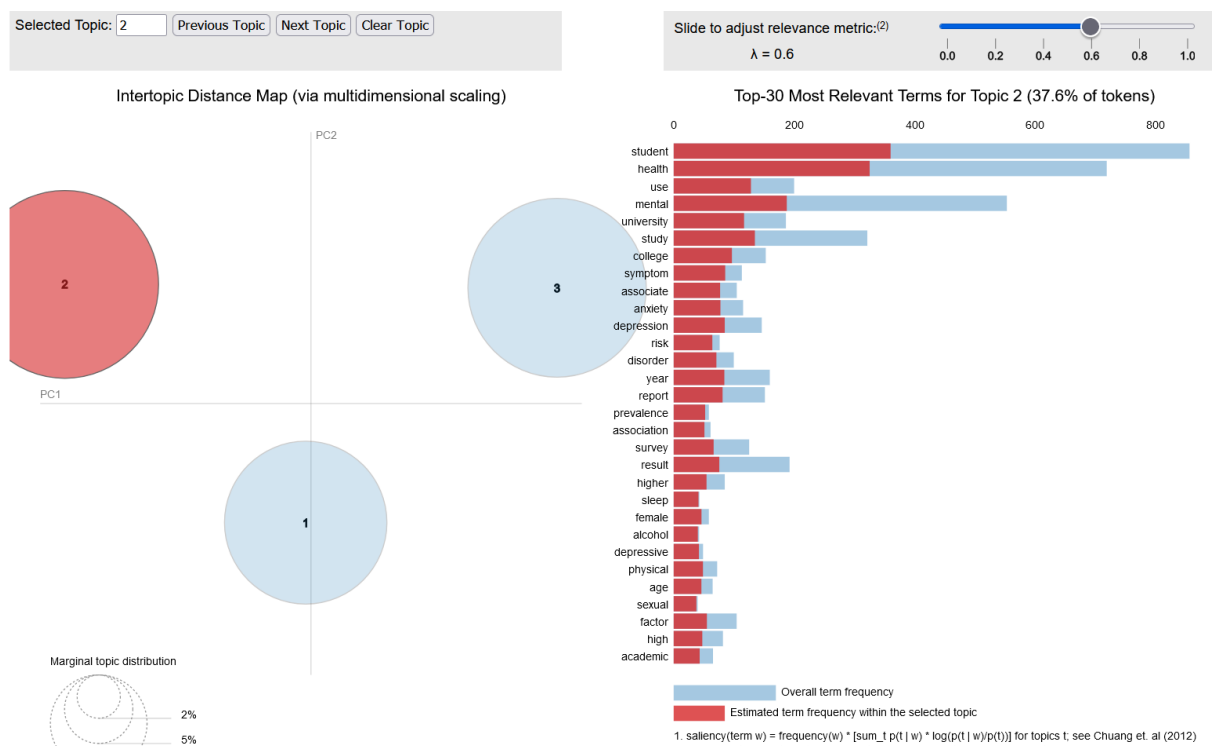 Selected Topic: 2 Previous Topic Next Topic Clear Topic
Slide to adjust relevance metric:(2)
λ = 0.6
0.0 0.2 0.4 0.6 0.8 1.0
Intertopic Distance Map (via multidimensional scaling)
PC2
PC1
2
3
1
Marginal topic distribution
2%
5%
Top-30 Most Relevant Terms for Topic 2 (37.6% of tokens)
0 200 400 600 800
student
health
use
mental
university
study
college
symptom
associate
anxiety
depression
risk
disorder
year
report
prevalence
association
survey
result
higher
sleep
female
alcohol
depressive
physical
age
sexual
factor
high
academic
Overall term frequency
Estimated term frequency within the selected topic
1. saliency(term w) = frequency(w) * [sum_t p(t | w) * log(p(t | w)/p(t))] for topics t; see Chuang et. al (2012)